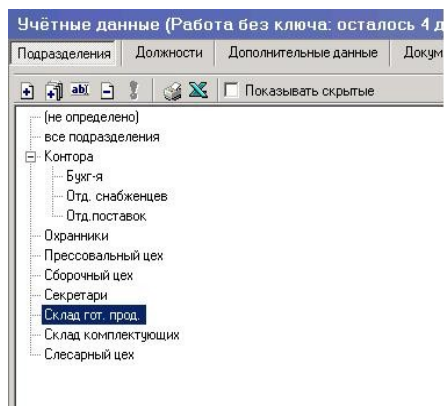 Учётные данные (Работа без ключа: осталось 4 д
Подразделения Должности Дополнительные данные Докум
abl Показывать скрытые
(не определено)
все подразделения
Контора
Бухг-я
Отд. снабженцев
Отд.поставок
Охранники
Прессовальный цех
Сборочный цех
Секретари
Склад гот. прод.
Склад комплектующих
Слесарный цех